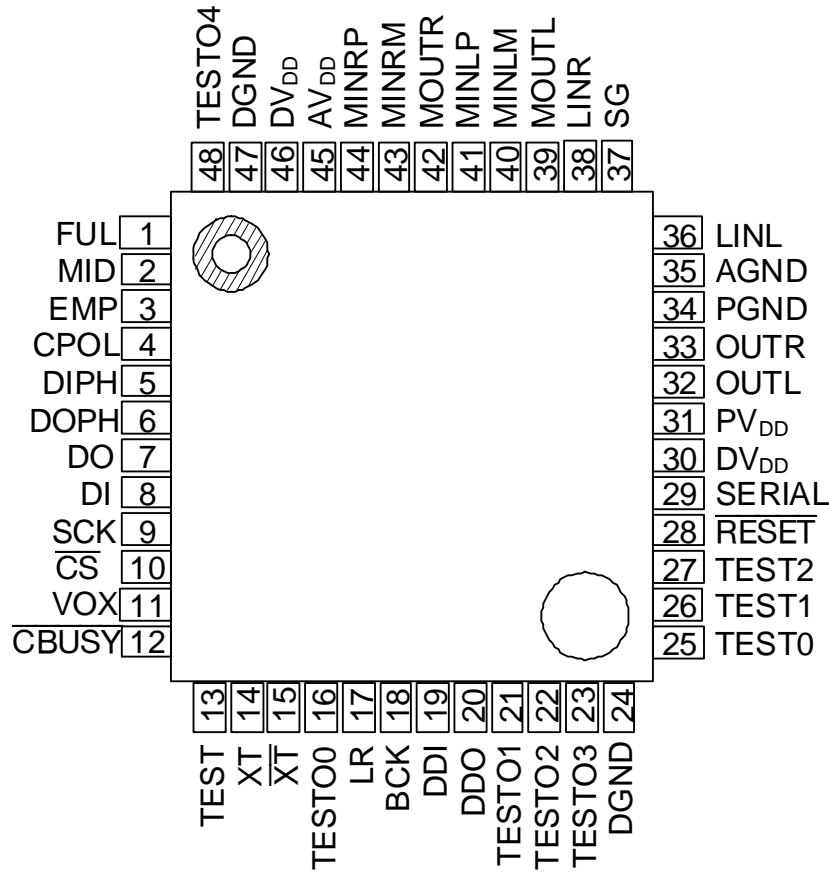 TESTO4
DGND
DVDD
AVDD
MINRP
MINRM
MOUTR
MINLP
MINLM
MOUTL
LINR
SG
48 47 46 45 44 43 42 41 40 39 38 37
FUL 1
MID 2
EMP 3
CPOL 4
DIPH 5
DOPH 6
DO 7
DI 8
SCK 9
C̅S̅ 10
VOX 11
C̅B̅U̅S̅Y̅ 12
36 LINL
35 AGND
34 PGND
33 OUTR
32 OUTL
31 PVDD
30 DVDD
29 SERIAL
28 R̅E̅S̅E̅T̅
27 TEST2
26 TEST1
25 TEST0
13 14 15 16 17 18 19 20 21 22 23 24
TEST
XT
X̅T̅
TESTO0
LR
BCK
DDI
DDO
TESTO1
TESTO2
TESTO3
DGND